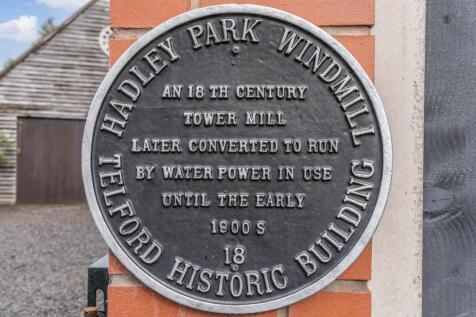 HADLEY PARK WINDMILL
AN 18 TH CENTURY
TOWER MILL
LATER CONVERTED TO RUN
BY WATER POWER IN USE
UNTIL THE EARLY
1900 S
18
TELFORD HISTORIC BUILDING